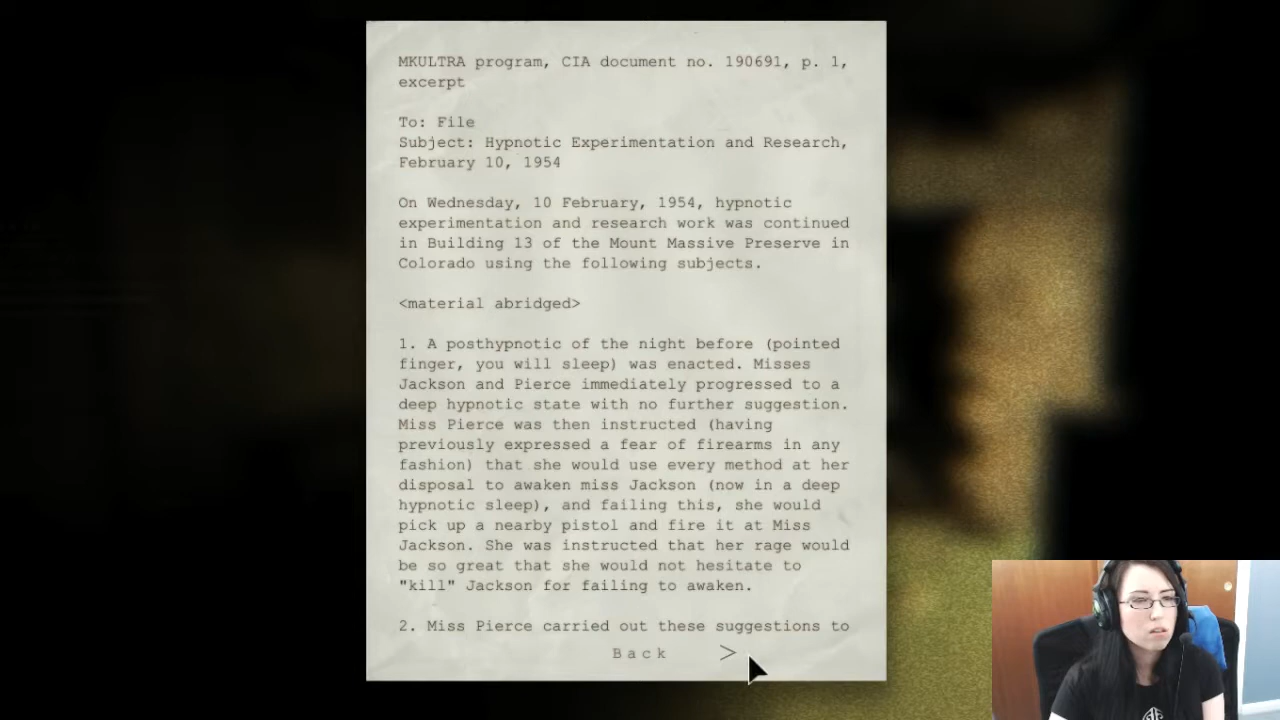 MKULTRA program, CIA document no. 190691, p. 1,
excerpt
To: File
Subject: Hypnotic Experimentation and Research,
February 10, 1954
On Wednesday, 10 February, 1954, hypnotic
experimentation and research work was continued
in Building 13 of the Mount Massive Preserve in
Colorado using the following subjects.
<material abridged>
1. A posthypnotic of the night before (pointed
finger, you will sleep) was enacted. Misses
Jackson and Pierce immediately progressed to a
deep hypnotic state with no further suggestion.
Miss Pierce was then instructed (having
previously expressed a fear of firearms in any
fashion) that she would use every method at her
disposal to awaken miss Jackson (now in a deep
hypnotic sleep), and failing this, she would
pick up a nearby pistol and fire it at Miss
Jackson. She was instructed that her rage would
be so great that she would not hesitate to
"kill" Jackson for failing to awaken.
2. Miss Pierce carried out these suggestions to
Back >